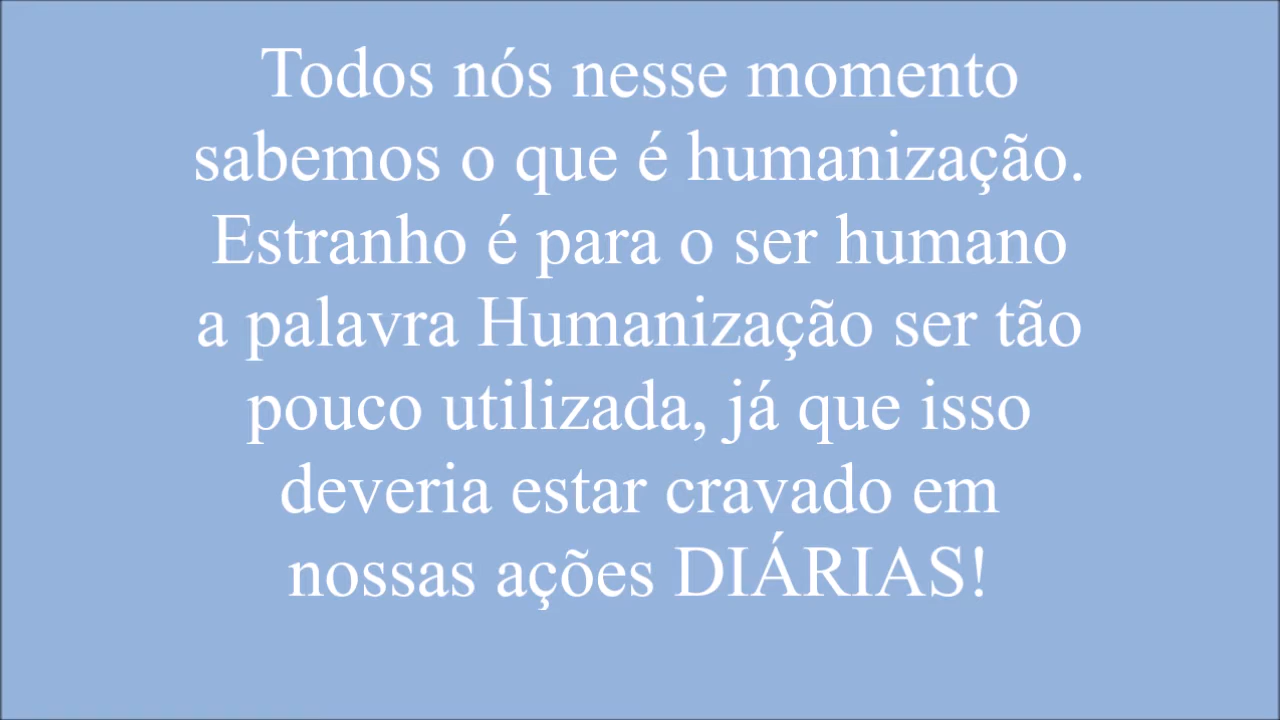 Todos nós nesse momento
sabemos o que é humanização.
Estranho é para o ser humano
a palavra Humanização ser tão
pouco utilizada, já que isso
deveria estar cravado em
nossas ações DIÁRIAS!